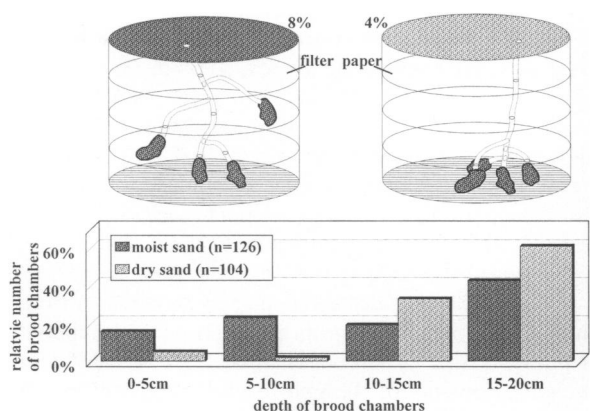 8%
4%
filter paper
60%
40%
20%
0%
relatvie number
of brood chambers
moist sand (n=126)
dry sand (n=104)
0-5cm
5-10cm
10-15cm
15-20cm
depth of brood chambers